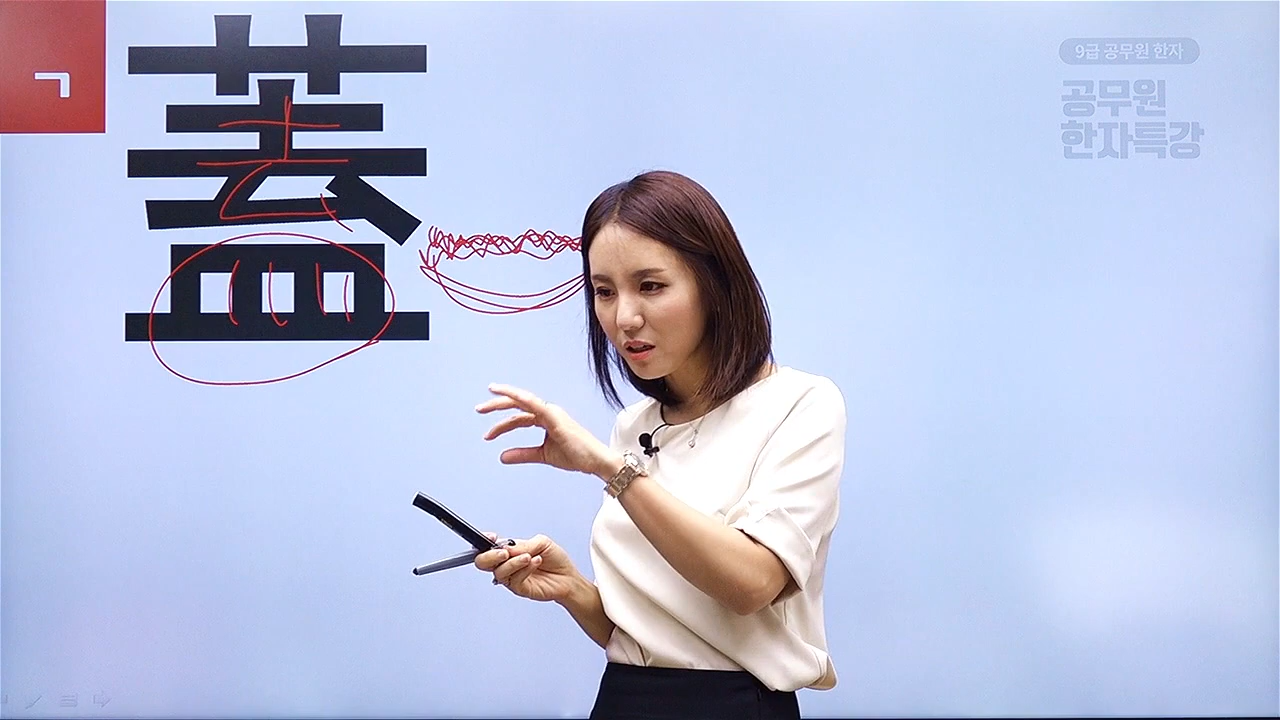 ㄱ
蓋
9급 공무원 한자
공무원
한자특강